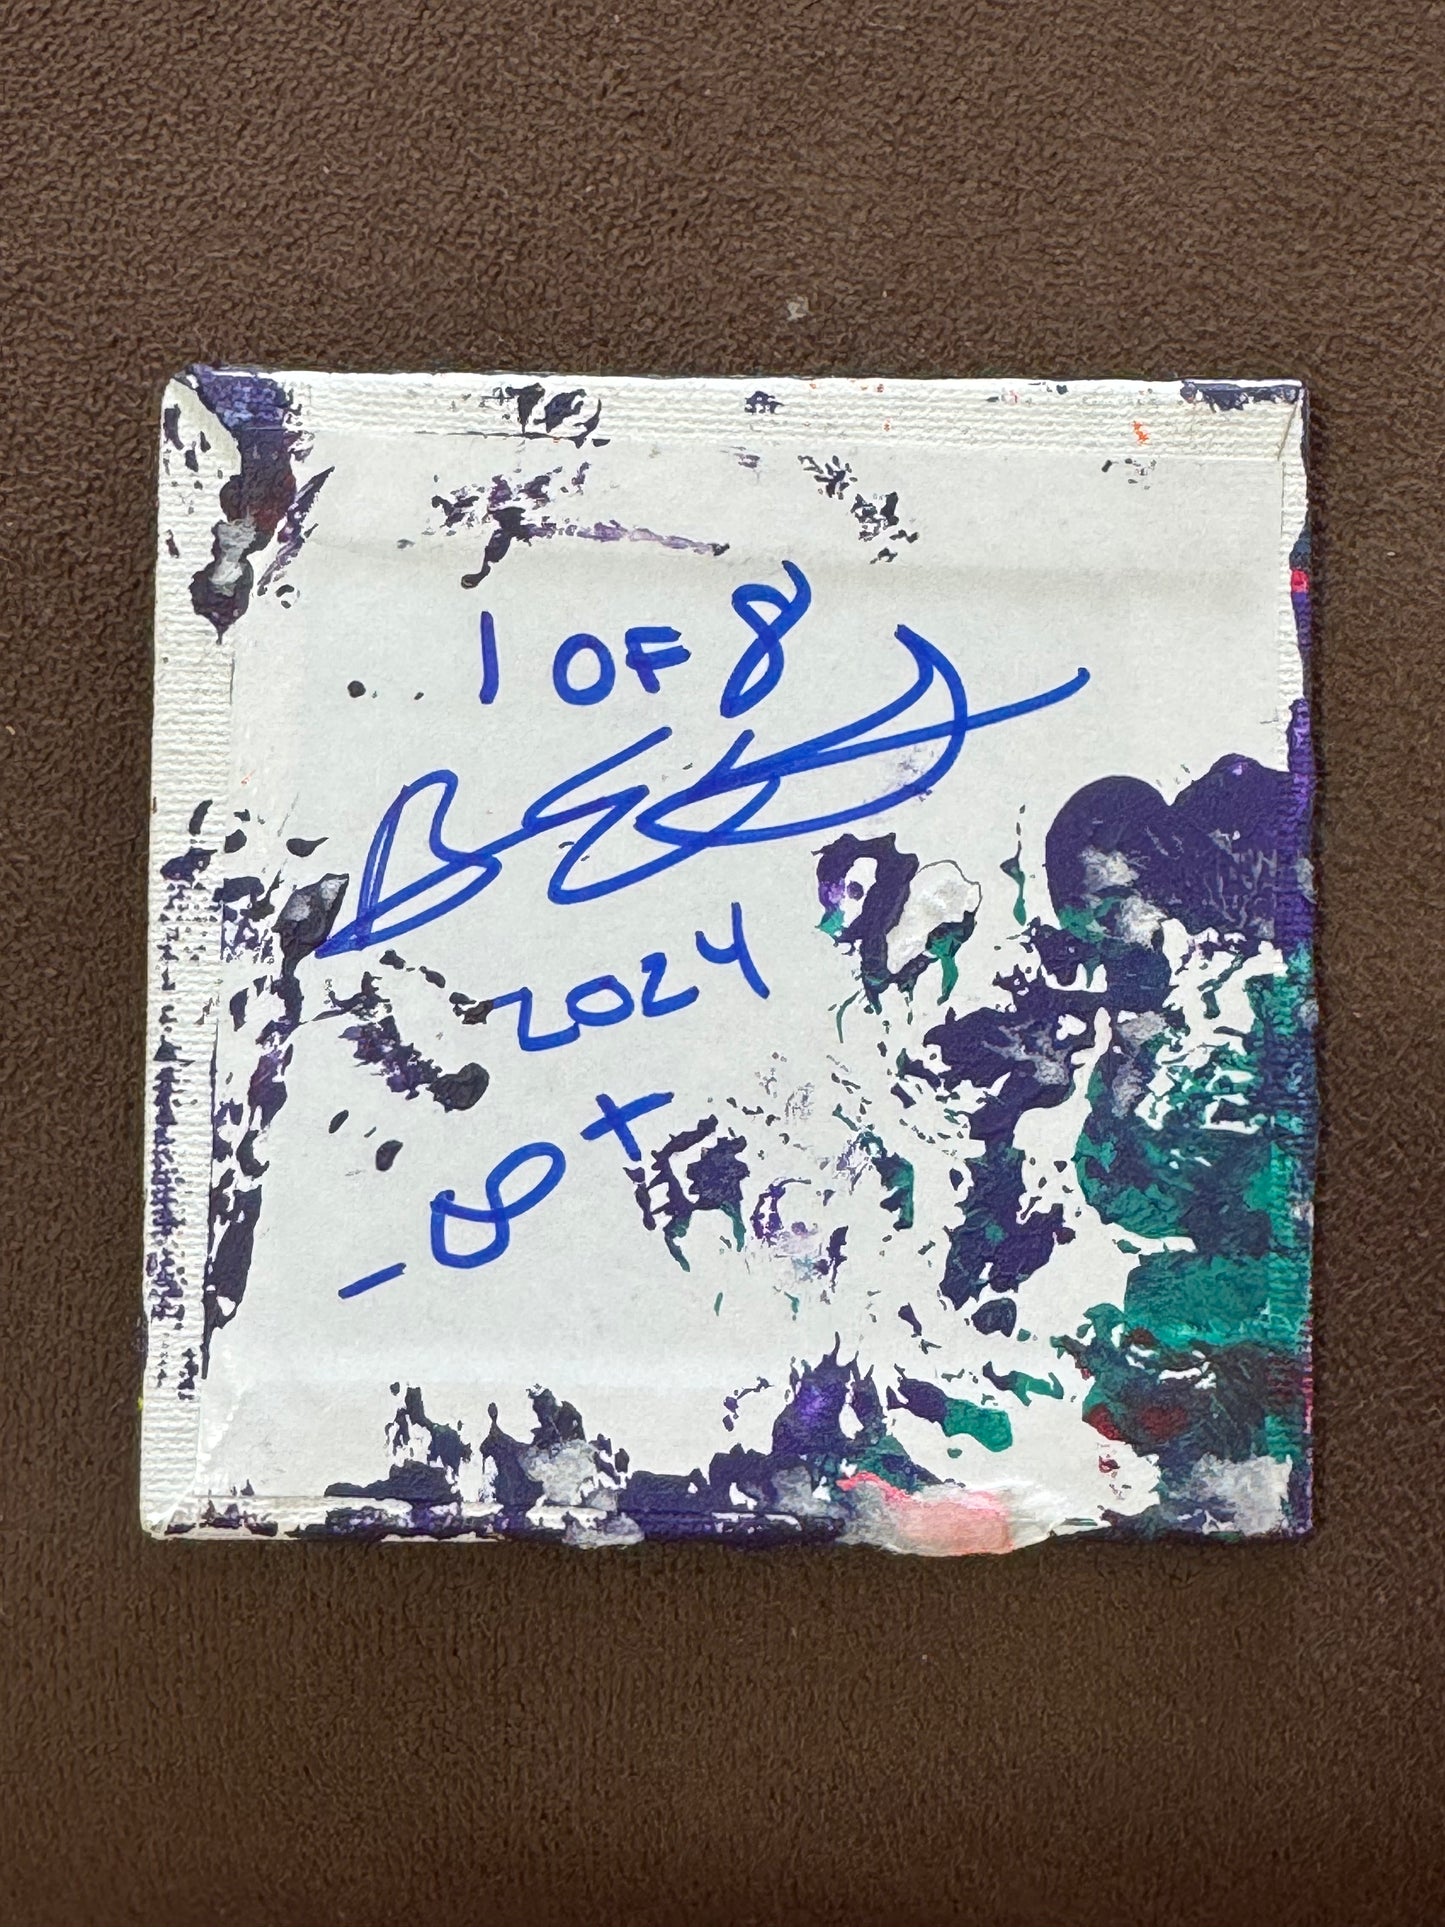 1 OF 8
2024
- ∞ +